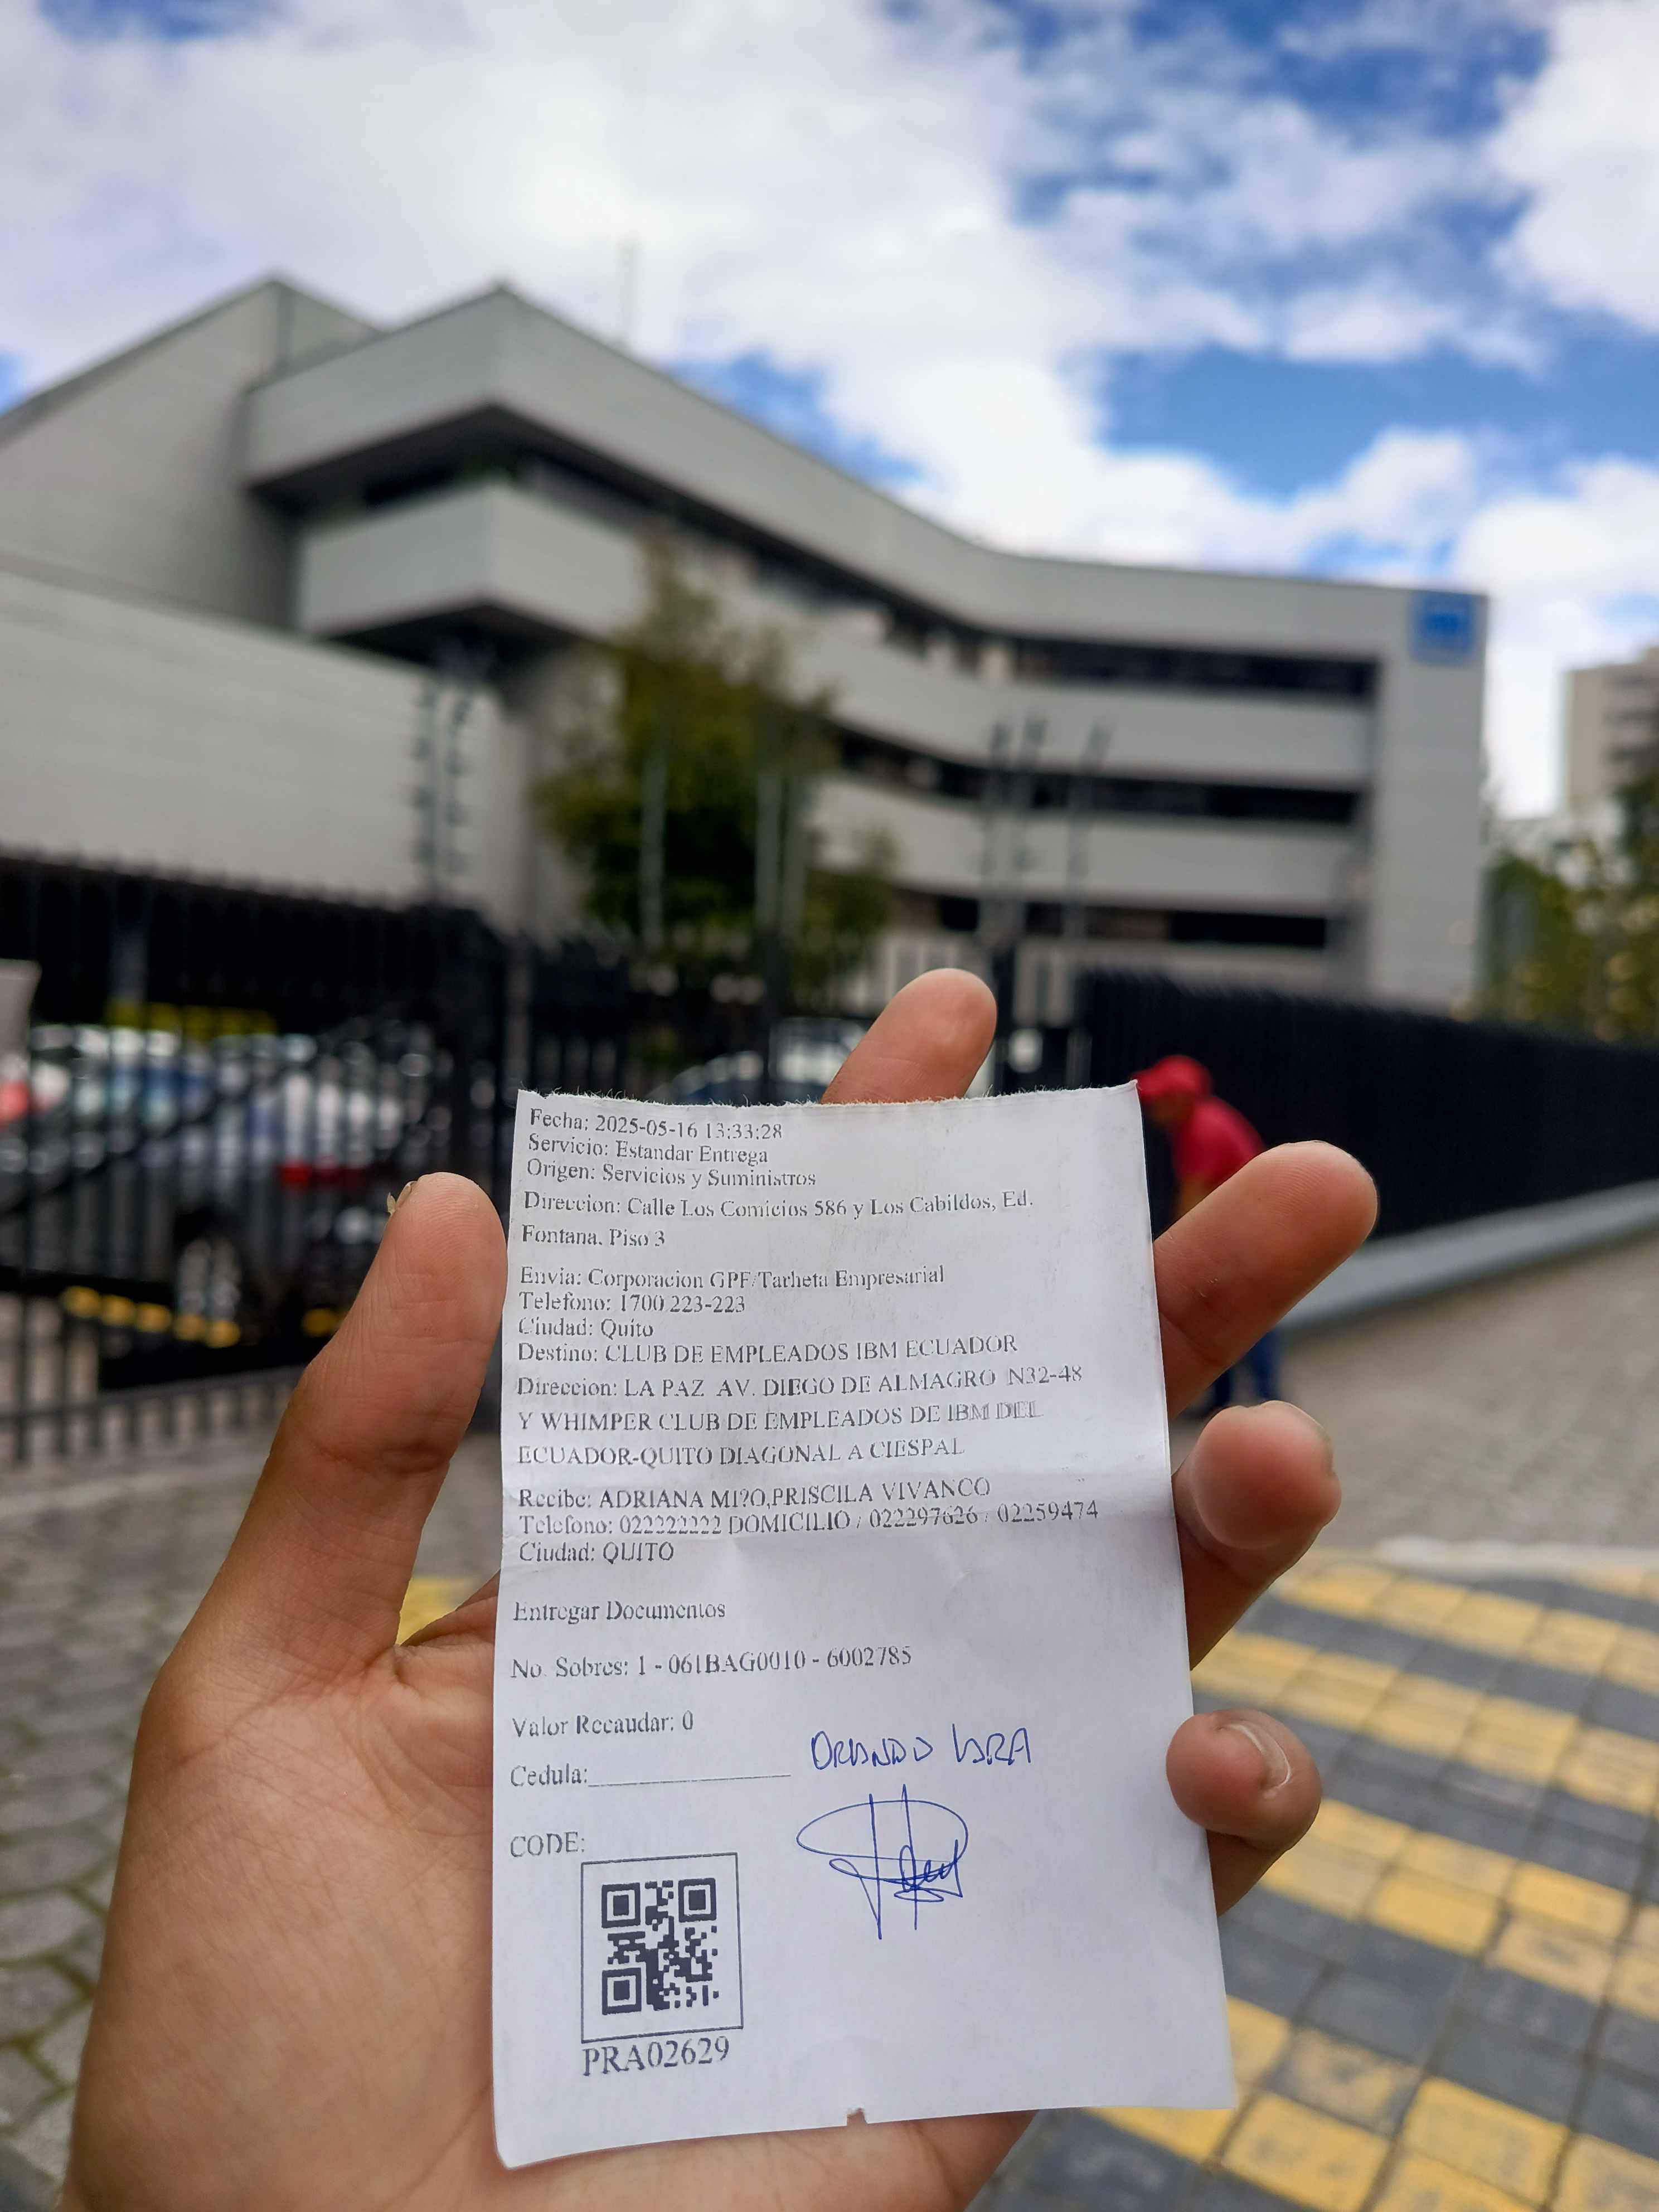 Fecha: 2025-05-16 13:33:28
Servicio: Estandar Entrega
Origen: Servicios y Suministros
Direccion: Calle Los Comicios 586 y Los Cabildos, Ed.
Fontana. Piso 3
Envia: Corporacion GPF/Tarheta Empresarial
Telefono: 1700 223-223
Ciudad: Quito
Destino: CLUB DE EMPLEADOS IBM ECUADOR
Direccion: LA PAZ AV. DIEGO DE ALMAGRO N32-48
Y WHIMPER CLUB DE EMPLEADOS DE IBM DEL
ECUADOR-QUITO DIAGONAL A CIESPAL
Recibe: ADRIANA MI?O,PRISCILA VIVANCO
Telefono: 022222222 DOMICILIO / 022297626 / 02259474
Ciudad: QUITO
Entregar Documentos
No. Sobres: 1 - 061BAG0010 - 6002785
Valor Recaudar: 0
ORLANDO LARA
Cedula:______________
CODE:
PRA02629